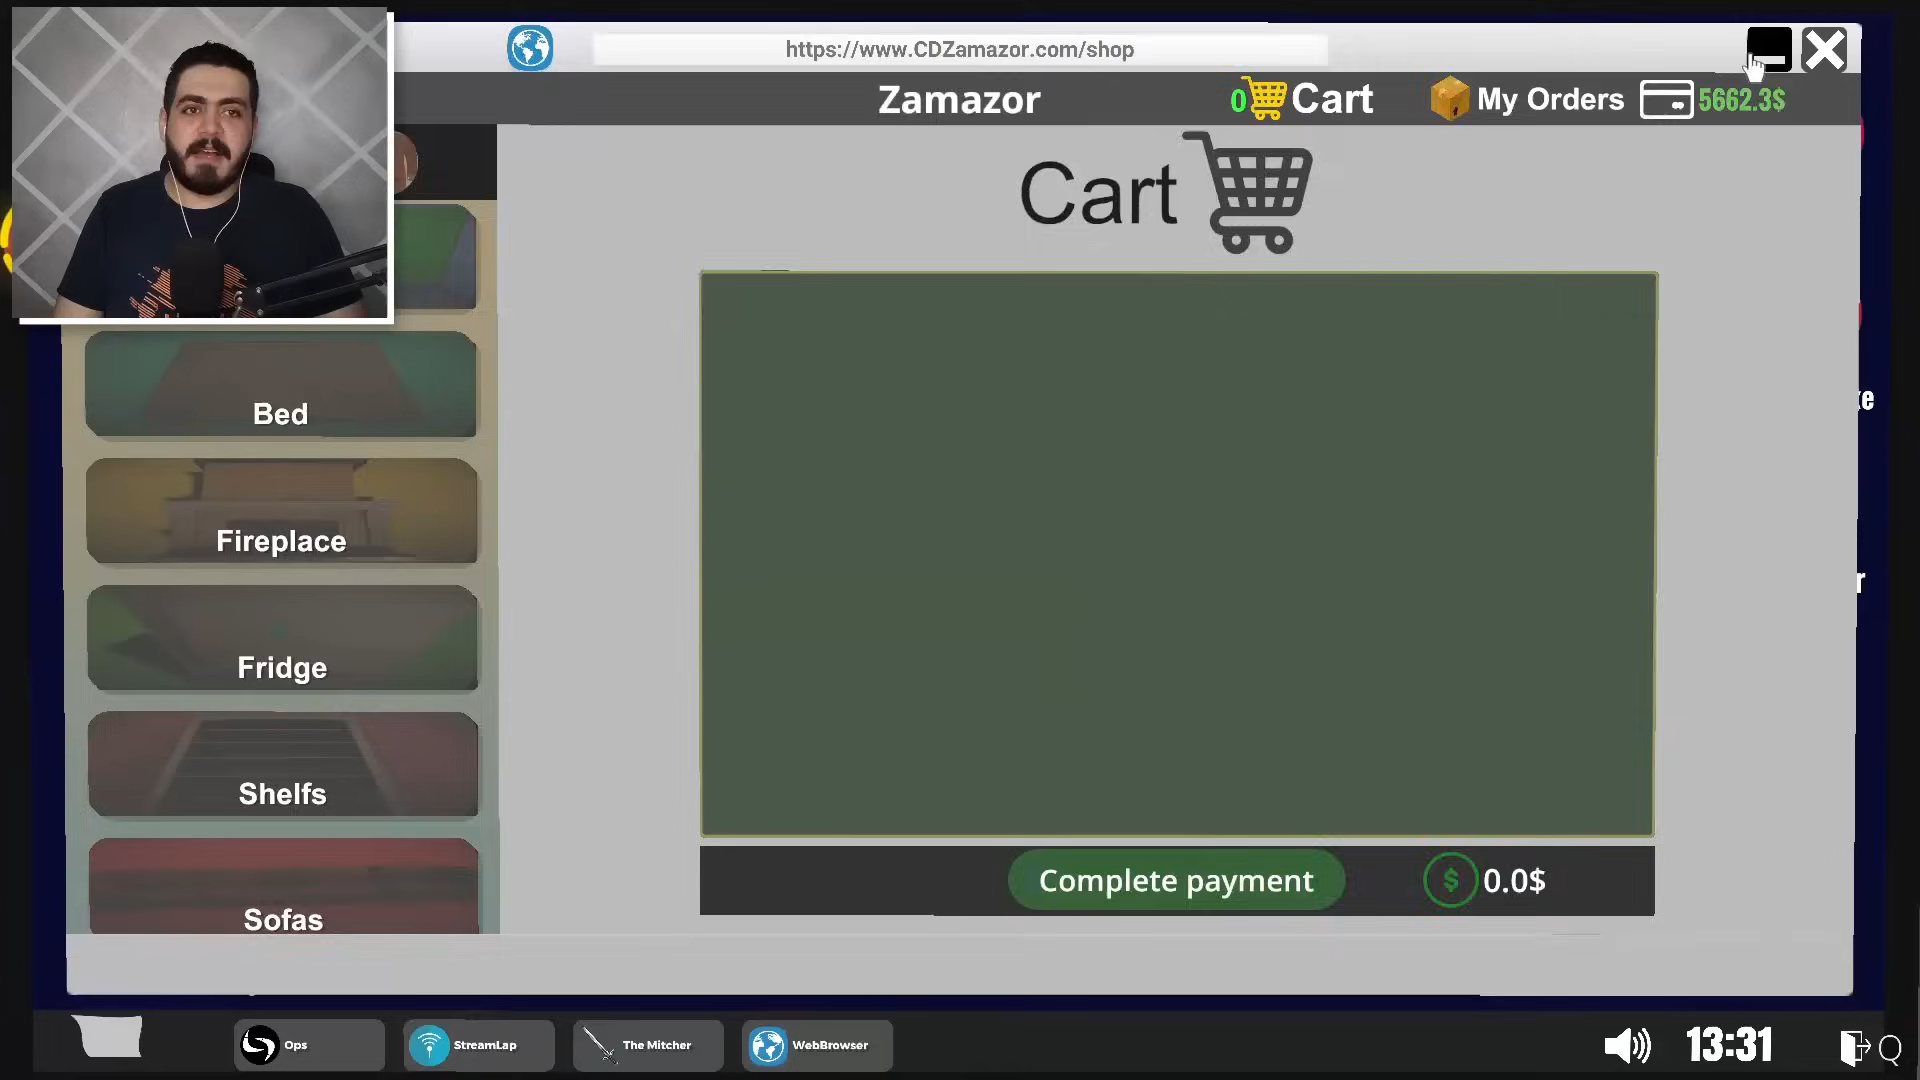 https://www.CDZamazor.com/shop
Zamazor
0 Cart
My Orders
5662.3$
Cart
Bed
Fireplace
Fridge
Shelfs
Sofas
Complete payment
$ 0.0$
Ops
StreamLap
The Mitcher
WebBrowser
13:31
Q